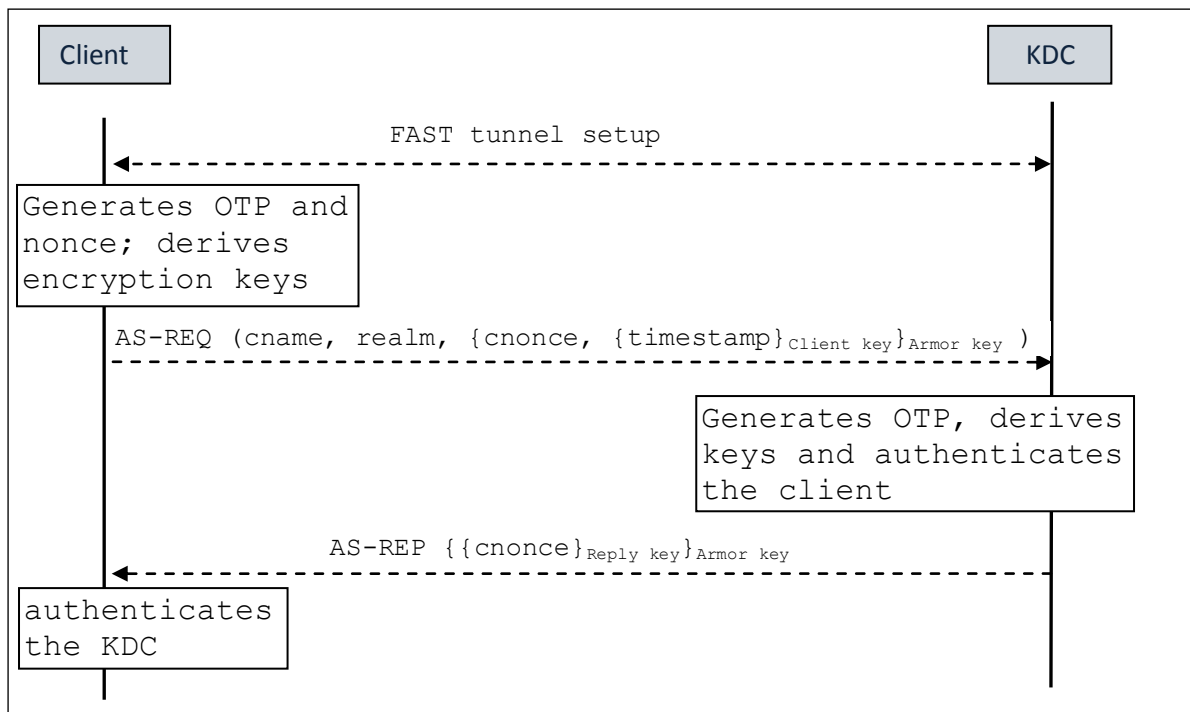 Client
KDC
FAST tunnel setup
Generates OTP and
nonce; derives
encryption keys
AS-REQ (cname, realm, {cnonce, {timestamp}Client key}Armor key )
Generates OTP, derives
keys and authenticates
the client
AS-REP {{cnonce}Reply key}Armor key
authenticates
the KDC